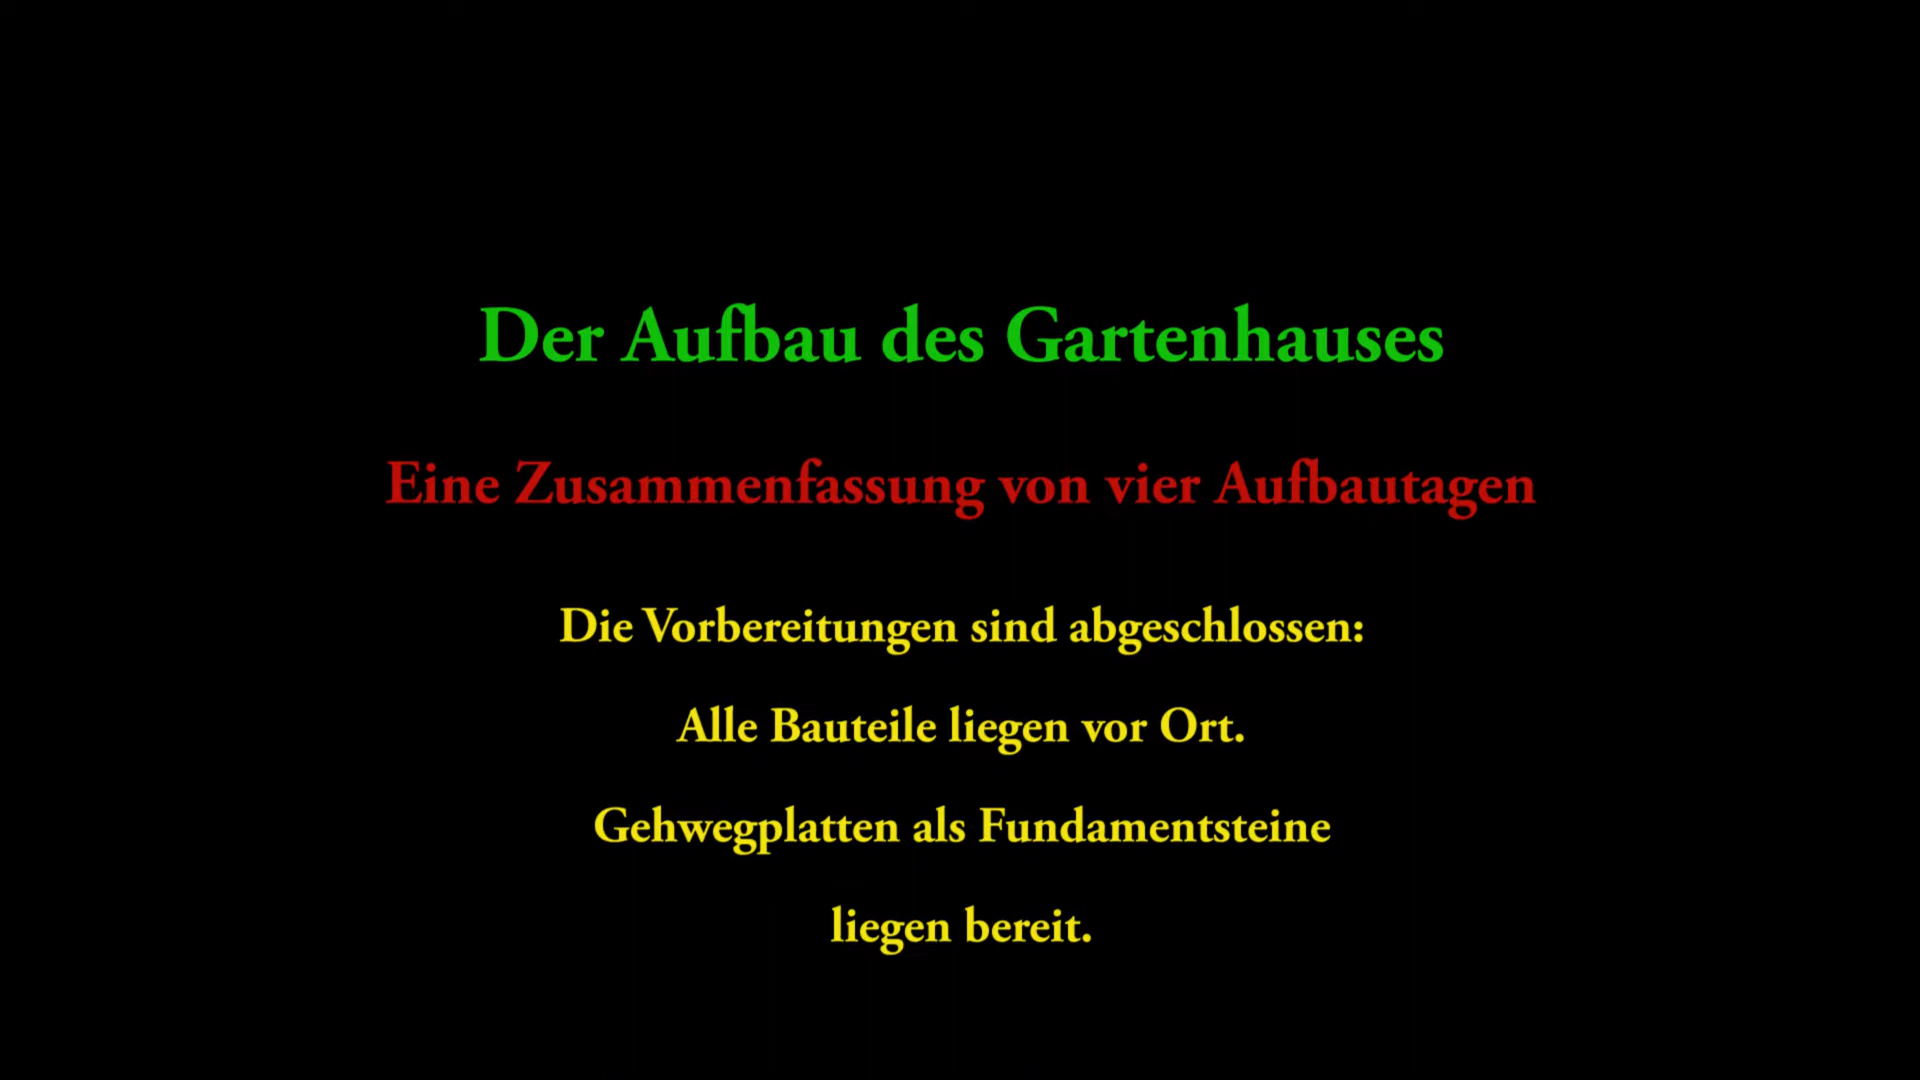 Der Aufbau des Gartenhauses
Eine Zusammenfassung von vier Aufbautagen
Die Vorbereitungen sind abgeschlossen:
Alle Bauteile liegen vor Ort.
Gehwegplatten als Fundamentsteine
liegen bereit.